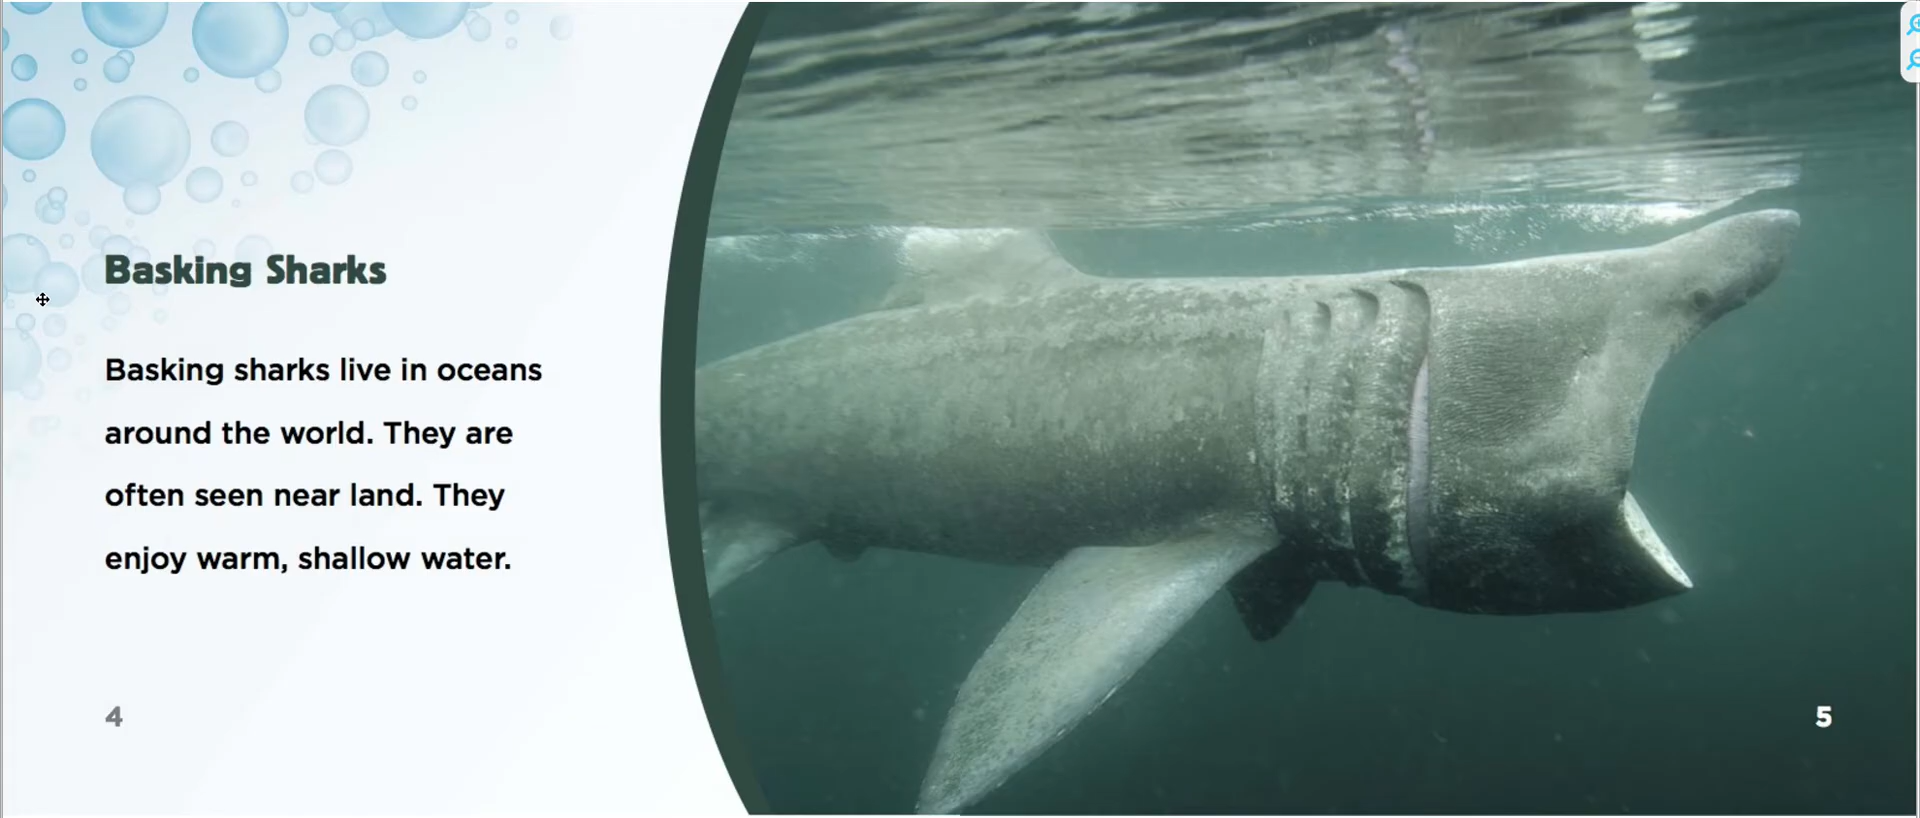 Basking Sharks
Basking sharks live in oceans
around the world. They are
often seen near land. They
enjoy warm, shallow water.
4
5